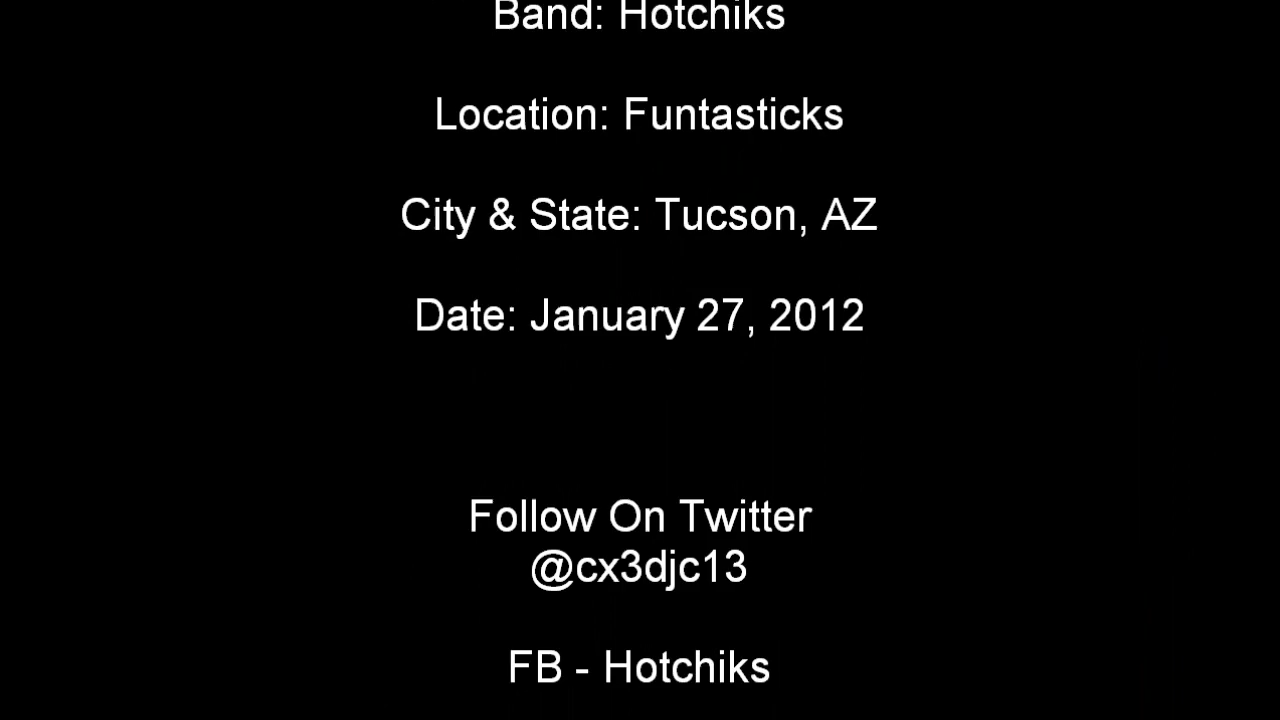 Band: Hotchiks
Location: Funtasticks
City & State: Tucson, AZ
Date: January 27, 2012
Follow On Twitter
@cx3djc13
FB - Hotchiks